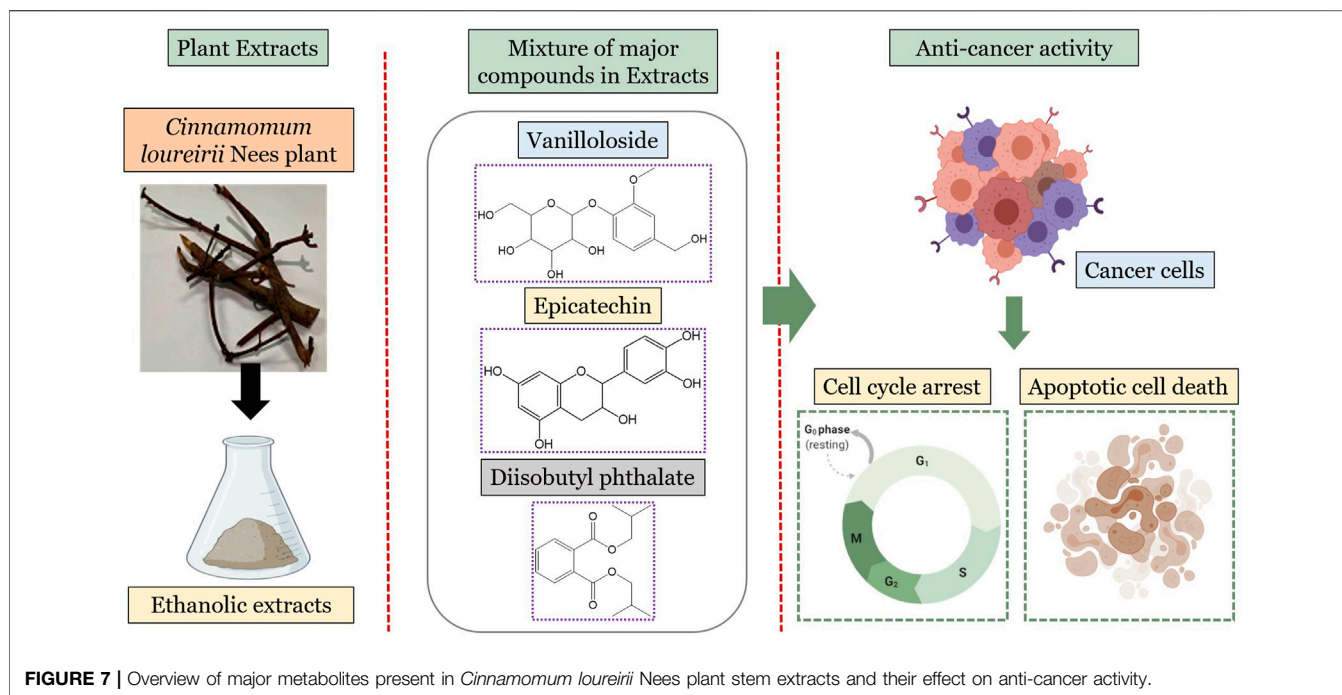 Plant Extracts
Cinnamomum
loureirii Nees plant
Ethanolic extracts
Mixture of major
compounds in Extracts
Vanilloloside
O
HO
O
O
HO
OH
OH
OH
OH
Epicatechin
OH
OH
HO
O
OH
OH
Diisobutyl phthalate
O
O
O
O
Anti-cancer activity
Cancer cells
Cell cycle arrest
G₀ phase
(resting)
G₁
M
S
G₂
Apoptotic cell death
FIGURE 7 | Overview of major metabolites present in Cinnamomum loureirii Nees plant stem extracts and their effect on anti-cancer activity.